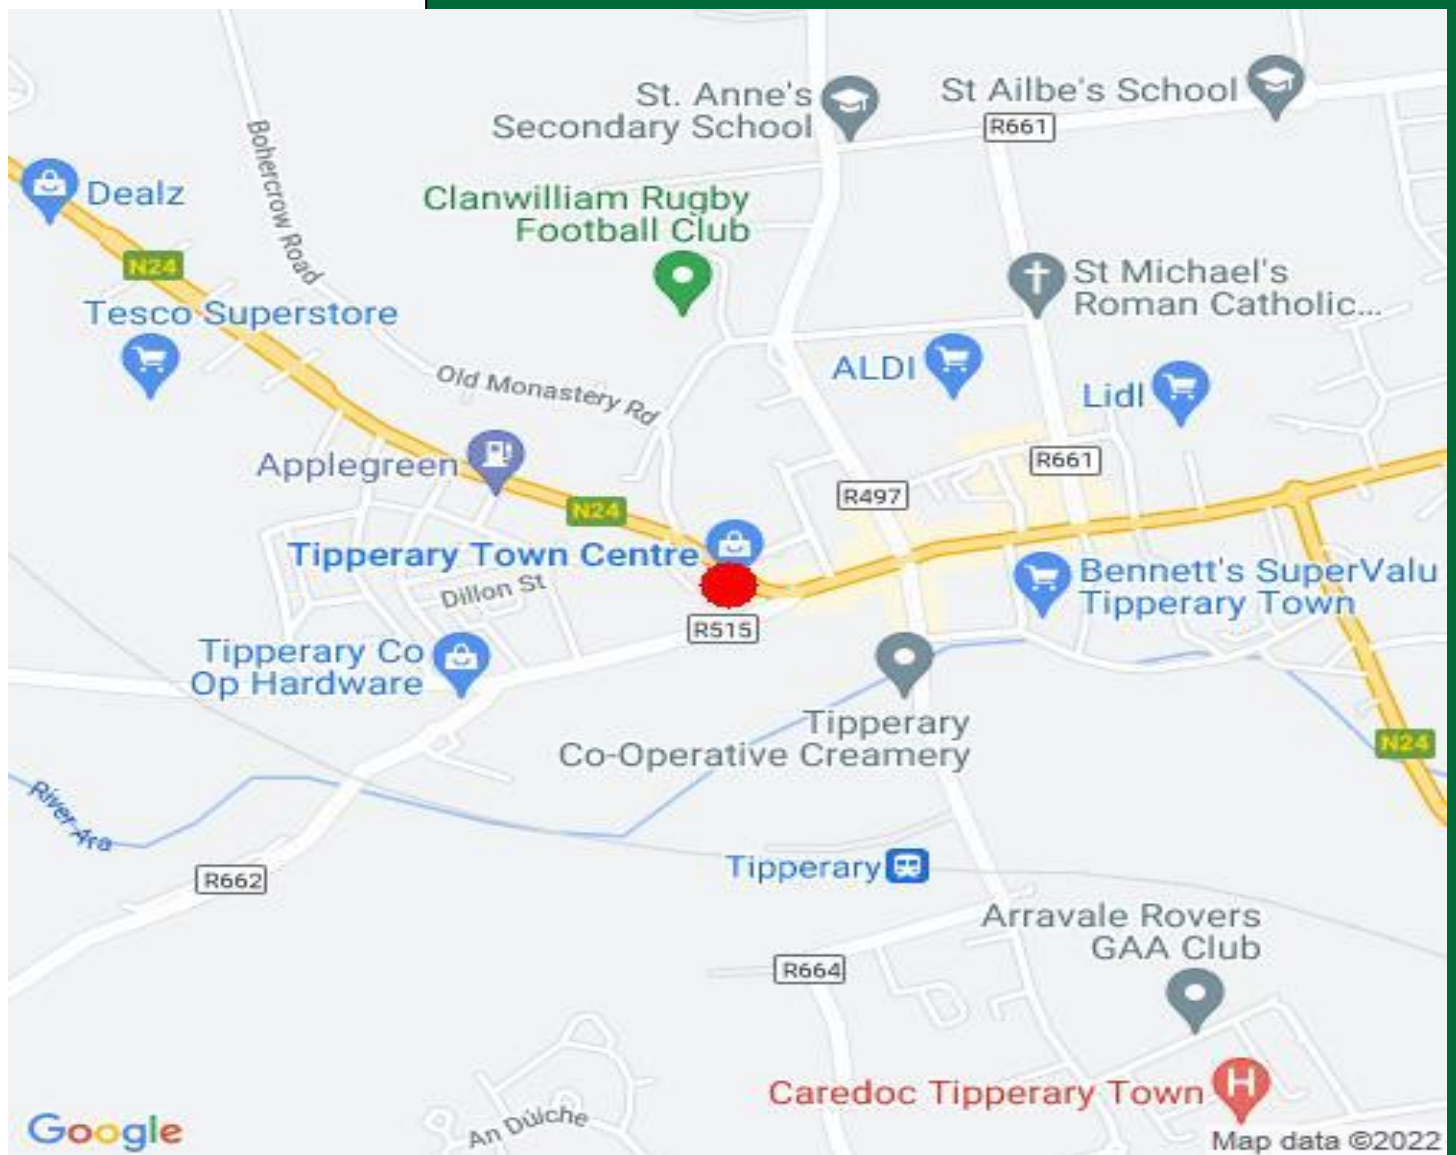 St. Anne's
Secondary School
St Ailbe's School
R661
Bohercrow Road
Dealz
Clanwilliam Rugby
Football Club
N24
St Michael's
Roman Catholic...
Tesco Superstore
Old Monastery Rd
ALDI
Lidl
Applegreen
R661
R497
N24
Tipperary Town Centre
Dillon St
Bennett's SuperValu
Tipperary Town
R515
Tipperary Co
Op Hardware
Tipperary
Co-Operative Creamery
N24
River Ara
R662
Tipperary
Arravale Rovers
GAA Club
R664
Caredoc Tipperary Town
H
An Dúiche
Google
Map data ©2022